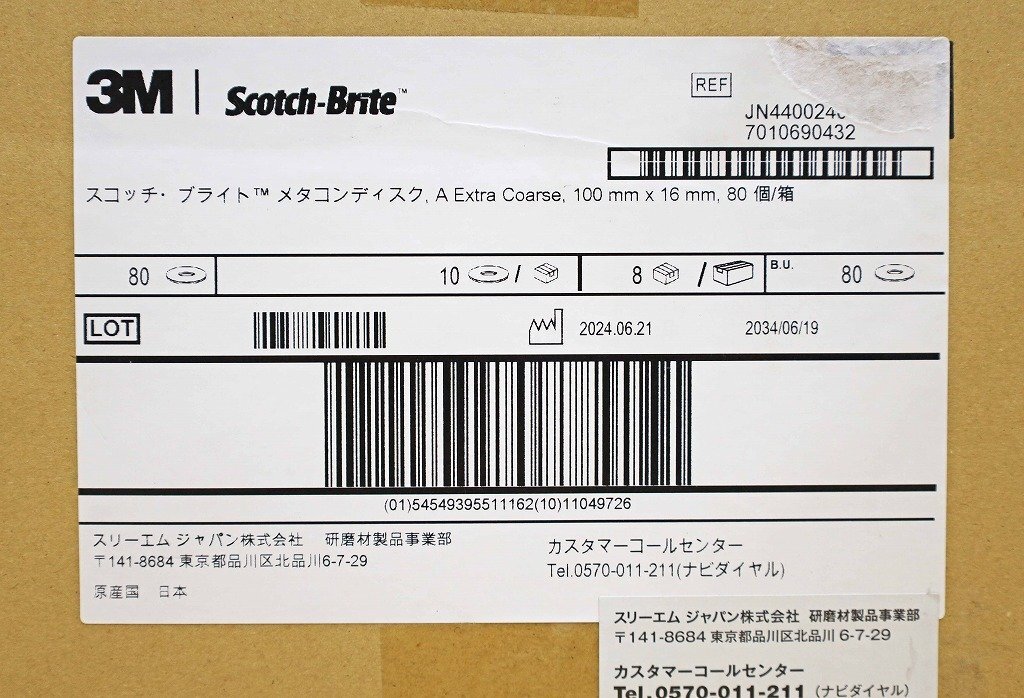 3M
Scotch-Brite™
REF
7010690432
スコッチ・ブライト™ メタコンディスク, A Extra Coarse, 100 mm x 16 mm, 80 個/箱
80
10 /
8 /
B.U. 80
LOT
2024.06.21
2034/06/19
(01)54549395511162(10)11049726
スリーエム ジャパン株式会社 研磨材製品事業部
〒141-8684 東京都品川区北品川6-7-29
カスタマーコールセンター
Tel.0570-011-211(ナビダイヤル)
原産国 日本
スリーエム ジャパン株式会社 研磨材製品事業部
〒141-8684 東京都品川区北品川 6-7-29
カスタマーコールセンター
Tel.0570-011-211（ナビダイヤル）